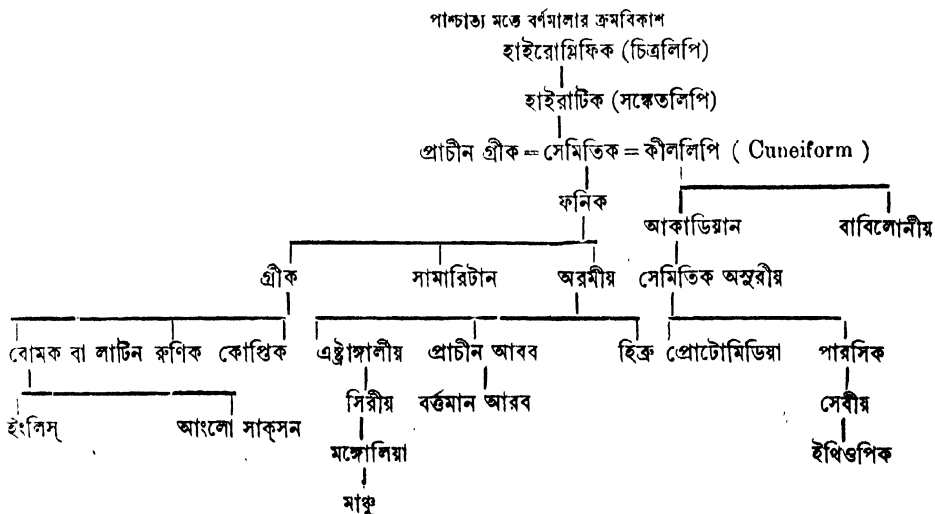 পাশ্চাত্য মতে বর্ণমালার ক্রমবিকাশ
হাইরোগ্লিফিক (চিত্রলিপি)
হাইরাটিক (সঙ্কেতলিপি)
প্রাচীন গ্রীক = সেমিতিক = কীললিপি ( Cuneiform )
ফনিক
আকাডিয়ান বাবিলোনীয়
গ্রীক সামারিটান অরমীয় সেমিতিক অসুরীয়
বোমক বা লাটিন রুণিক কোপ্তিক এষ্ট্রাঙ্গালীয় প্রাচীন আবব হিব্রু প্রোটোমিডিয়া পারসিক
সিরীয় বর্ত্তমান আরব সেবীয়
ইংলিস্ আংলো সাক্‌সন
মঙ্গোলিয়া ইথিওপিক
মাঞ্চু